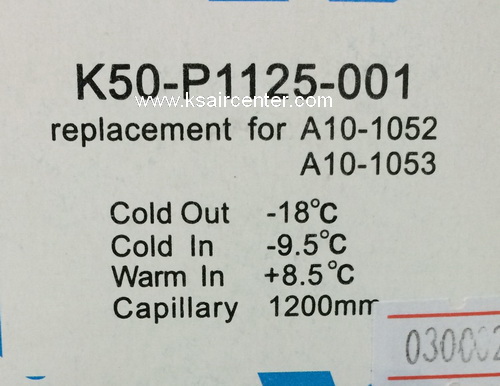 K50-P1125-001
www.ksaircenter.com
replacement for A10-1052
A10-1053
Cold Out -18°C
Cold In -9.5°C
Warm In +8.5°C
Capillary 1200mm